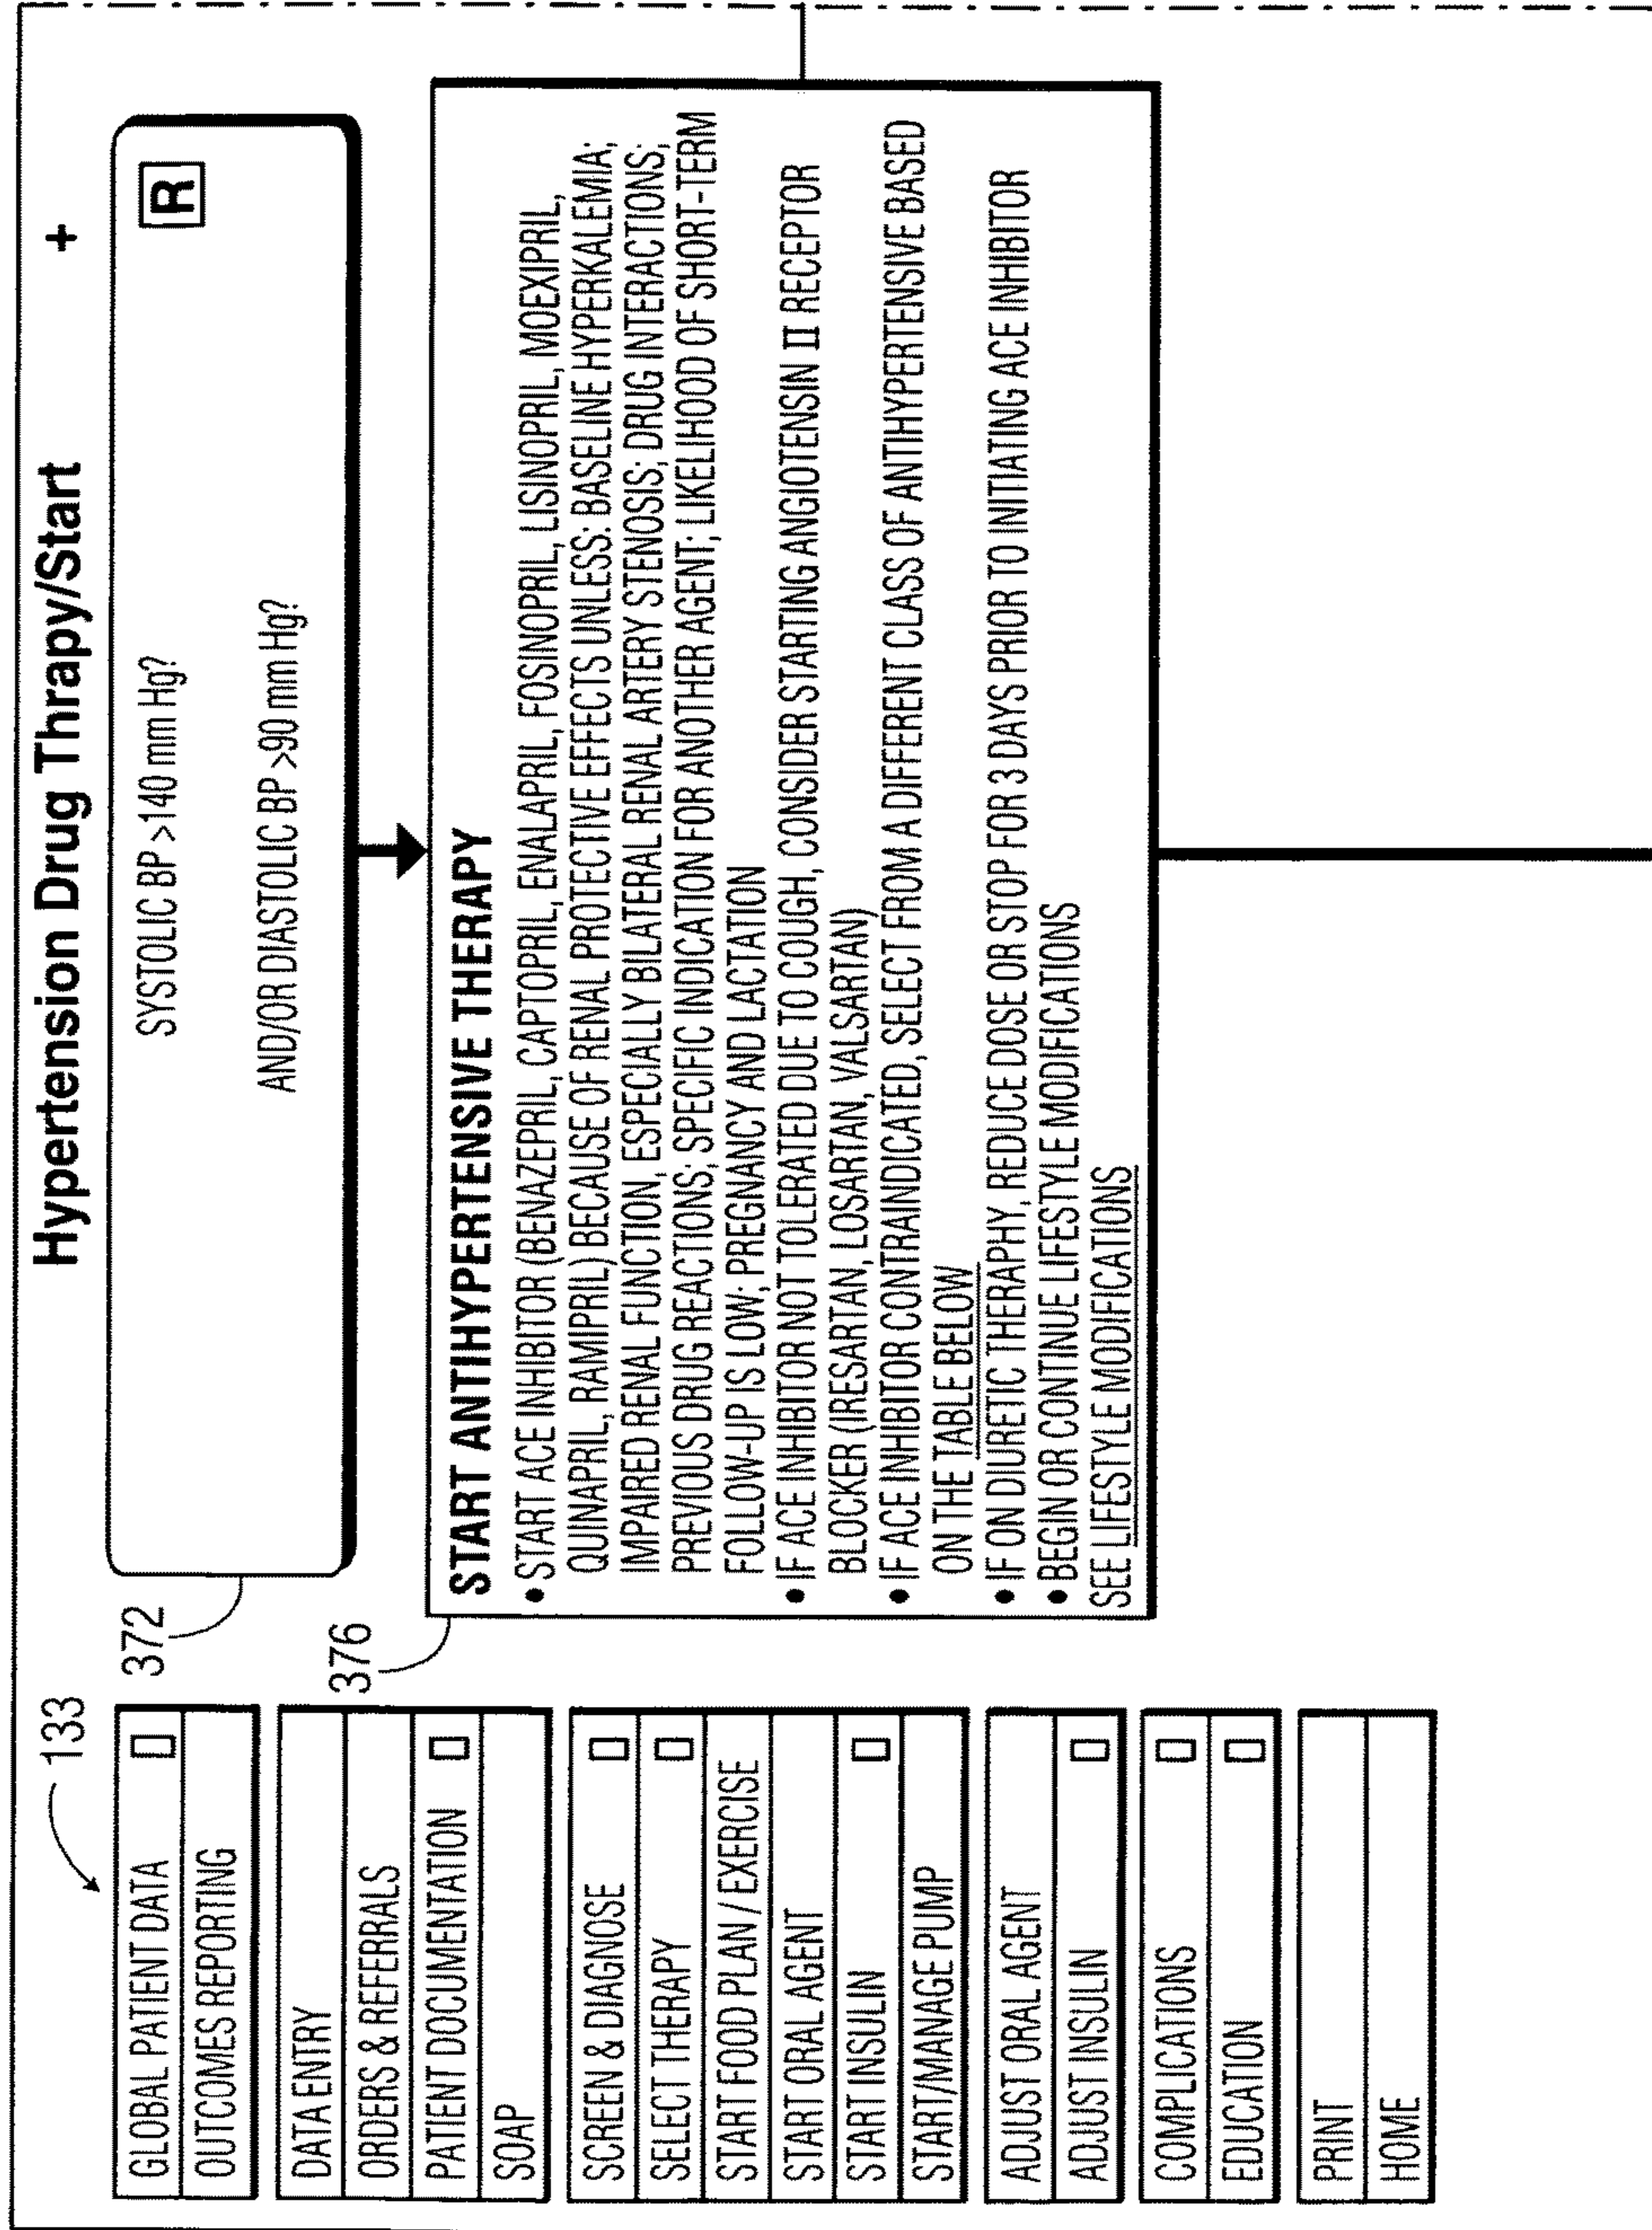 Hypertension Drug Thrapy/Start +
133
GLOBAL PATIENT DATA
OUTCOMES REPORTING
DATA ENTRY
ORDERS & REFERRALS
PATIENT DOCUMENTATION
SOAP
SCREEN & DIAGNOSE
SELECT THERAPY
START FOOD PLAN / EXERCISE
START ORAL AGENT
START INSULIN
START/MANAGE PUMP
ADJUST ORAL AGENT
ADJUST INSULIN
COMPLICATIONS
EDUCATION
PRINT
HOME
372
SYSTOLIC BP >140 mm Hg?
R
AND/OR DIASTOLIC BP >90 mm Hg?
376
START ANTIHYPERTENSIVE THERAPY
• START ACE INHIBITOR (BENAZEPRIL, CAPTOPRIL, ENALAPRIL, FOSINOPRIL, LISINOPRIL, MOEXIPRIL,
QUINAPRIL, RAMIPRIL) BECAUSE OF RENAL PROTECTIVE EFFECTS UNLESS: BASELINE HYPERKALEMIA;
IMPAIRED RENAL FUNCTION, ESPECIALLY BILATERAL RENAL ARTERY STENOSIS; DRUG INTERACTIONS;
PREVIOUS DRUG REACTIONS; SPECIFIC INDICATION FOR ANOTHER AGENT; LIKELIHOOD OF SHORT-TERM
FOLLOW-UP IS LOW; PREGNANCY AND LACTATION
• IF ACE INHIBITOR NOT TOLERATED DUE TO COUGH, CONSIDER STARTING ANGIOTENSIN II RECEPTOR
BLOCKER (IRESARTAN, LOSARTAN, VALSARTAN)
• IF ACE INHIBITOR CONTRAINDICATED, SELECT FROM A DIFFERENT CLASS OF ANTIHYPERTENSIVE BASED
ON THE TABLE BELOW
• IF ON DIURETIC THERAPHY, REDUCE DOSE OR STOP FOR 3 DAYS PRIOR TO INITIATING ACE INHIBITOR
• BEGIN OR CONTINUE LIFESTYLE MODIFICATIONS
SEE LIFESTYLE MODIFICATIONS